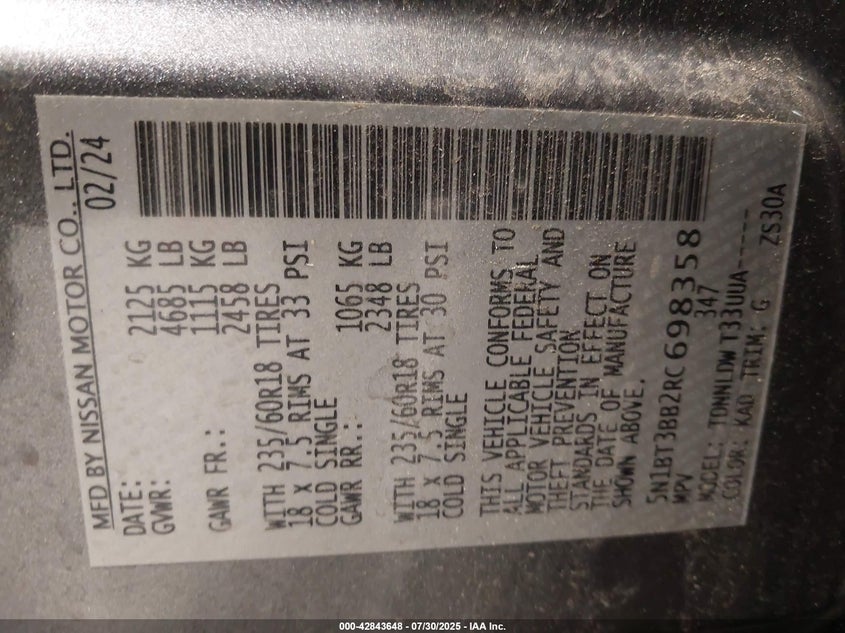 MFD BY NISSAN MOTOR CO., LTD.
DATE: 02/24
GVWR: 2125 KG
4685 LB
GAWR FR.: 1115 KG
2458 LB
WITH 235/60R18 TIRES
18 X 7.5 RIMS AT 33 PSI
COLD SINGLE
GAWR RR.: 1065 KG
2348 LB
WITH 235/60R18 TIRES
18 X 7.5 RIMS AT 30 PSI
COLD SINGLE
THIS VEHICLE CONFORMS TO
ALL APPLICABLE FEDERAL
MOTOR VEHICLE SAFETY AND
THEFT PREVENTION
STANDARDS IN EFFECT ON
THE DATE OF MANUFACTURE
SHOWN ABOVE.
5N1BT3BB2RC698358
MPV 347
MODEL: TDWNLDW T33UUA-----
COLOR: KAD TRIM: G ZS30A
000-42843648 - 07/30/2025 - IAA Inc.